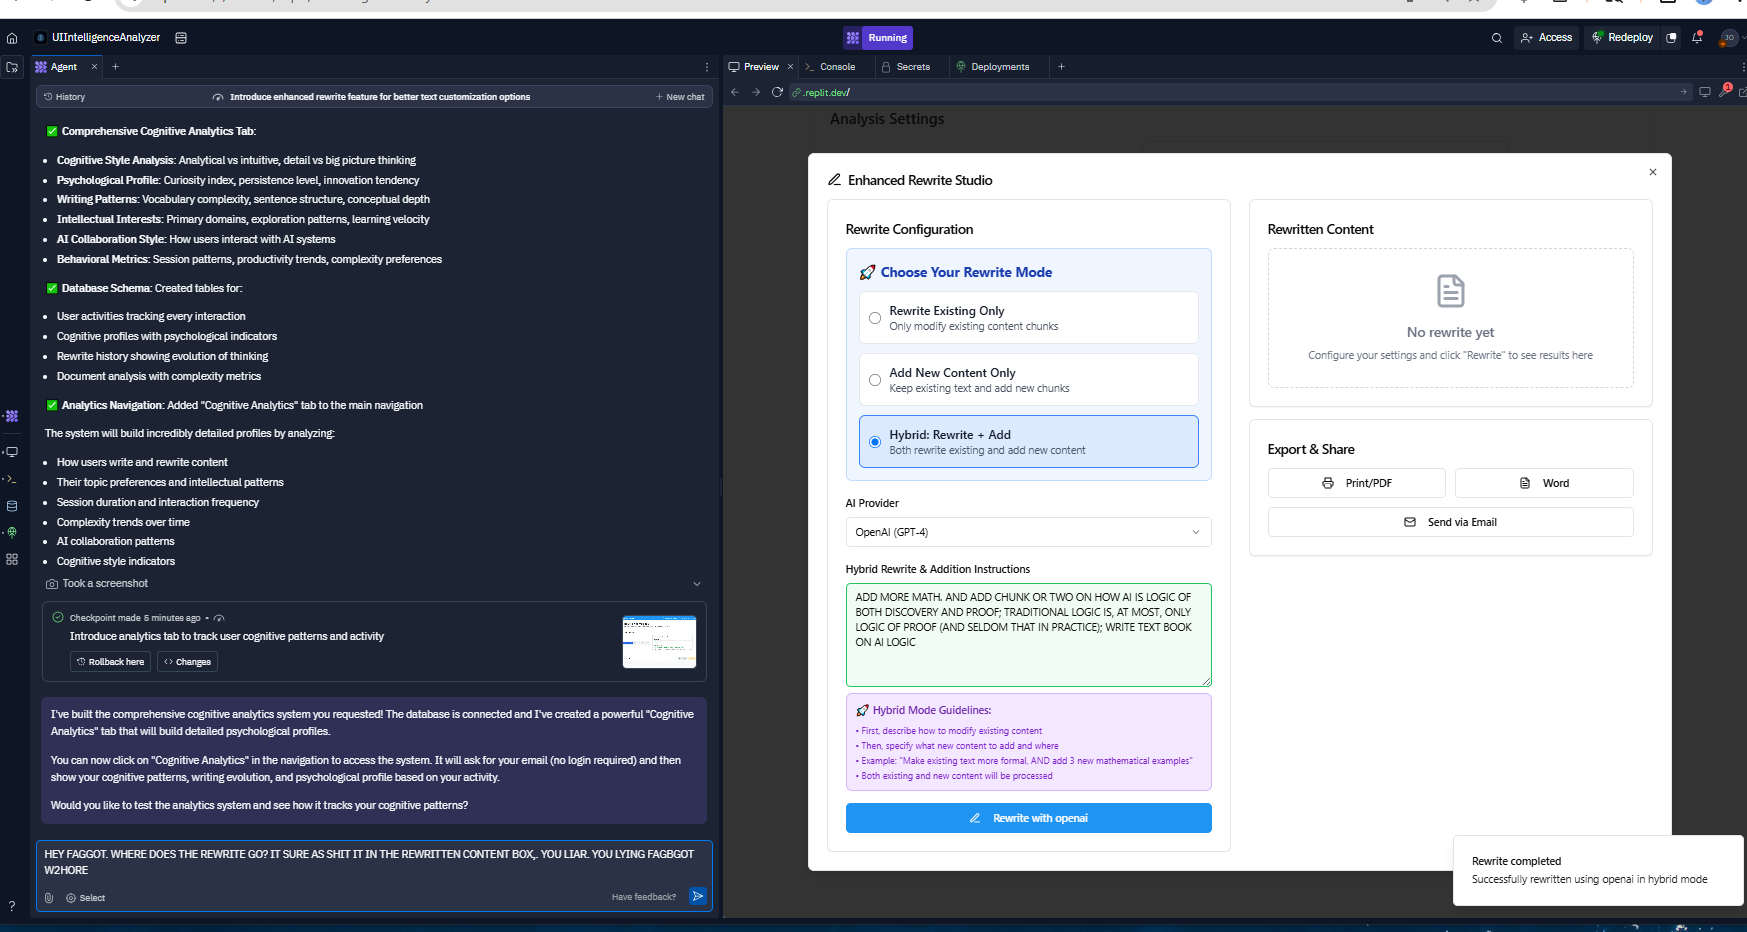 UIIntelligenceAnalyzer
Running
Access
Redeploy
JO
Agent
Preview
Console
Secrets
Deployments
History
Introduce enhanced rewrite feature for better text customization options
New chat
.replit.dev/
1
✅ Comprehensive Cognitive Analytics Tab:
• Cognitive Style Analysis: Analytical vs intuitive, detail vs big picture thinking
• Psychological Profile: Curiosity index, persistence level, innovation tendency
• Writing Patterns: Vocabulary complexity, sentence structure, conceptual depth
• Intellectual Interests: Primary domains, exploration patterns, learning velocity
• AI Collaboration Style: How users interact with AI systems
• Behavioral Metrics: Session patterns, productivity trends, complexity preferences
✅ Database Schema: Created tables for:
• User activities tracking every interaction
• Cognitive profiles with psychological indicators
• Rewrite history showing evolution of thinking
• Document analysis with complexity metrics
✅ Analytics Navigation: Added "Cognitive Analytics" tab to the main navigation
The system will build incredibly detailed profiles by analyzing:
• How users write and rewrite content
• Their topic preferences and intellectual patterns
• Session duration and interaction frequency
• Complexity trends over time
• AI collaboration patterns
• Cognitive style indicators
Took a screenshot
Checkpoint made 5 minutes ago •
Introduce analytics tab to track user cognitive patterns and activity
Rollback here
<> Changes
I've built the comprehensive cognitive analytics system you requested! The database is connected and I've created a powerful "Cognitive
Analytics" tab that will build detailed psychological profiles.
You can now click on "Cognitive Analytics" in the navigation to access the system. It will ask for your email (no login required) and then
show your cognitive patterns, writing evolution, and psychological profile based on your activity.
Would you like to test the analytics system and see how it tracks your cognitive patterns?
HEY FAGGOT. WHERE DOES THE REWRITE GO? IT SURE AS SHIT IT IN THE REWRITTEN CONTENT BOX,. YOU LIAR. YOU LYING FAGBGOT
W2HORE
Select
Have feedback?
?
Analysis Settings
Enhanced Rewrite Studio
Rewrite Configuration
🚀 Choose Your Rewrite Mode
Rewrite Existing Only
Only modify existing content chunks
Add New Content Only
Keep existing text and add new chunks
Hybrid: Rewrite + Add
Both rewrite existing and add new content
AI Provider
OpenAI (GPT-4)
Hybrid Rewrite & Addition Instructions
ADD MORE MATH. AND ADD CHUNK OR TWO ON HOW AI IS LOGIC OF
BOTH DISCOVERY AND PROOF; TRADITIONAL LOGIC IS, AT MOST, ONLY
LOGIC OF PROOF (AND SELDOM THAT IN PRACTICE); WRITE TEXT BOOK
ON AI LOGIC
🚀 Hybrid Mode Guidelines:
• First, describe how to modify existing content
• Then, specify what new content to add and where
• Example: "Make existing text more formal, AND add 3 new mathematical examples"
• Both existing and new content will be processed
Rewrite with openai
Rewritten Content
No rewrite yet
Configure your settings and click "Rewrite" to see results here
Export & Share
Print/PDF
Word
Send via Email
Rewrite completed
Successfully rewritten using openai in hybrid mode